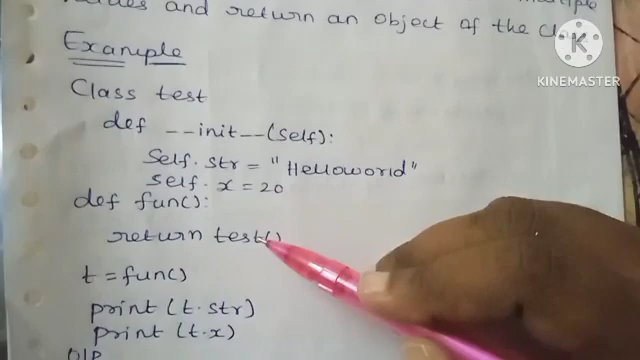 values and return an object of the
Example
K
KINEMASTER
Class test
def __init__(self):
Self.str = "Helloworld"
self.x = 20
def fun():
return test()
t = fun()
print (t.str)
print (t.x)
O/P